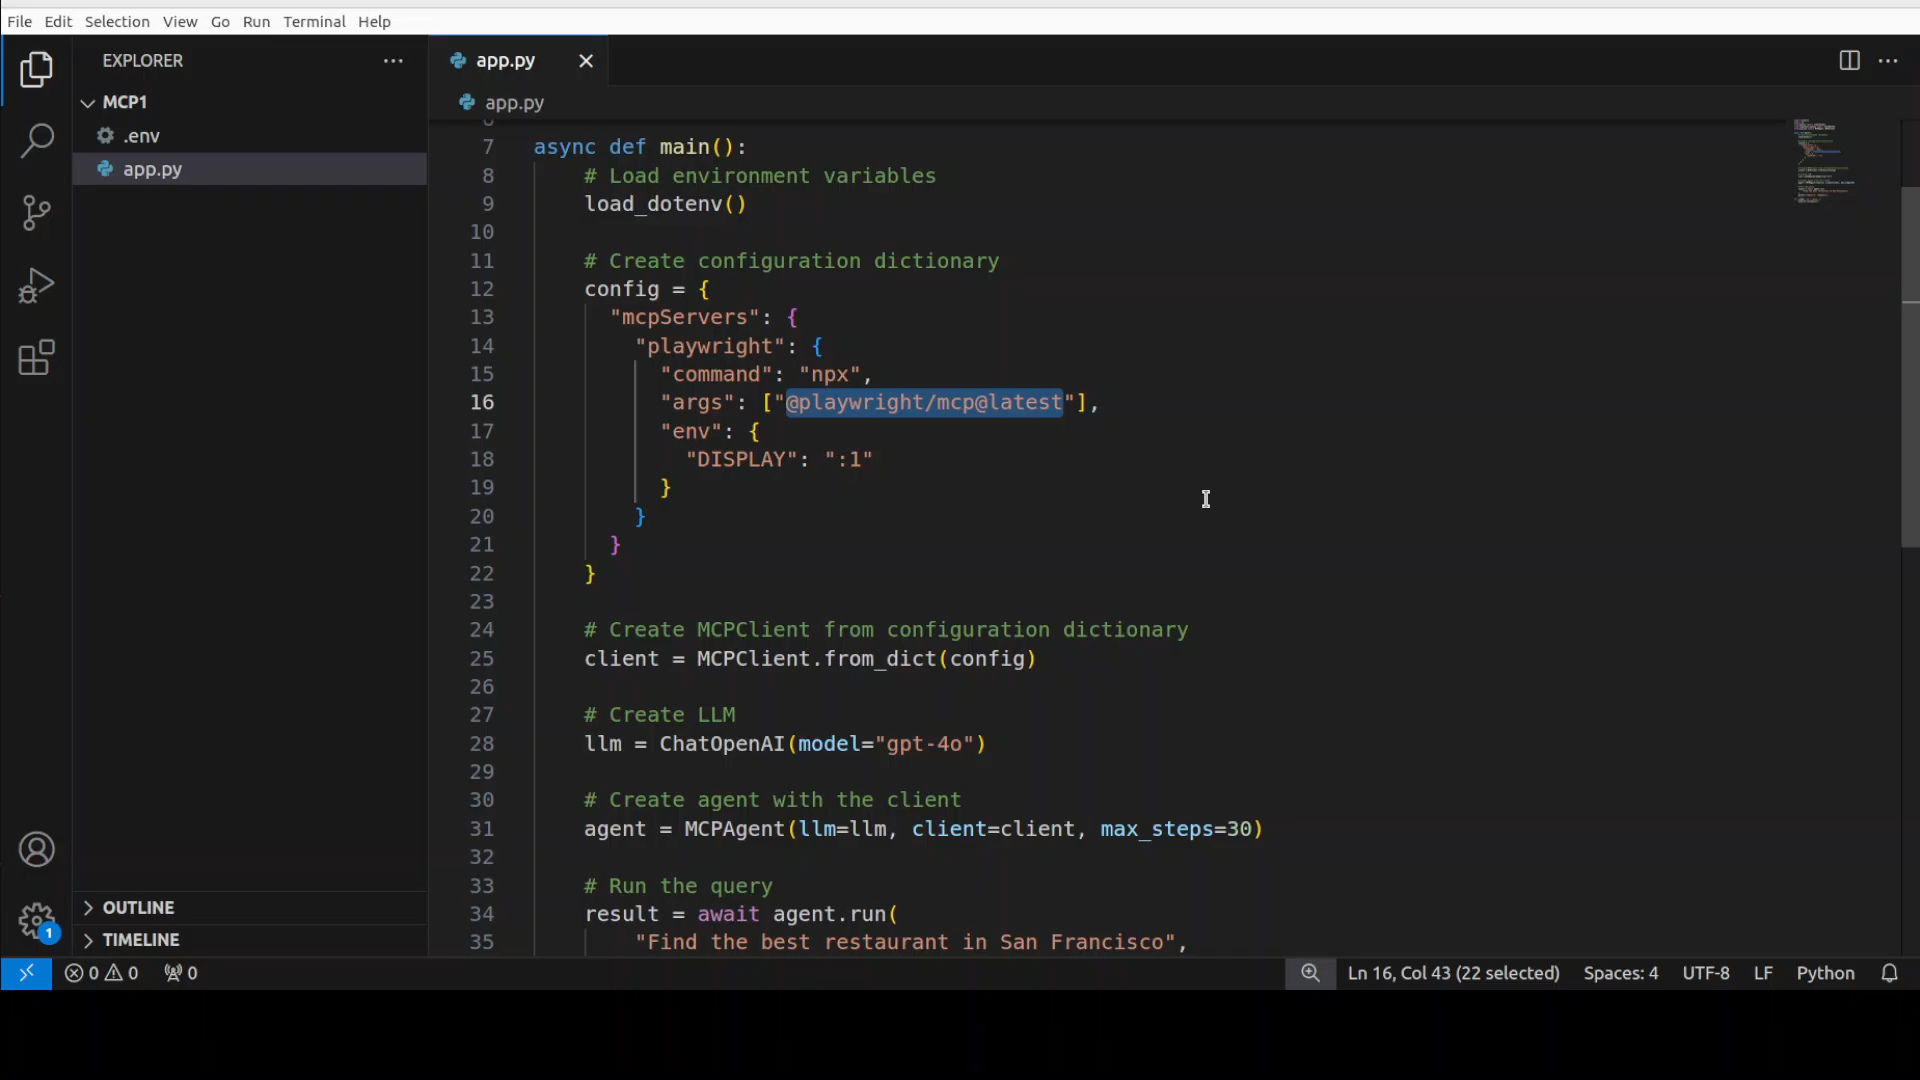 File Edit Selection View Go Run Terminal Help
EXPLORER
MCP1
.env
app.py
OUTLINE
TIMELINE
app.py
app.py
6
7 async def main():
8 # Load environment variables
9 load_dotenv()
10
11 # Create configuration dictionary
12 config = {
13 "mcpServers": {
14 "playwright": {
15 "command": "npx",
16 "args": ["@playwright/mcp@latest"],
17 "env": {
18 "DISPLAY": ":1"
19 }
20 }
21 }
22 }
23
24 # Create MCPClient from configuration dictionary
25 client = MCPClient.from_dict(config)
26
27 # Create LLM
28 llm = ChatOpenAI(model="gpt-4o")
29
30 # Create agent with the client
31 agent = MCPAgent(llm=llm, client=client, max_steps=30)
32
33 # Run the query
34 result = await agent.run(
35 "Find the best restaurant in San Francisco",
1
0 0 0 Ln 16, Col 43 (22 selected) Spaces: 4 UTF-8 LF Python